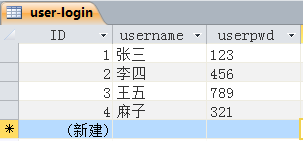 user-login
ID username userpwd
1 张三 123
2 李四 456
3 王五 789
4 麻子 321
* (新建)